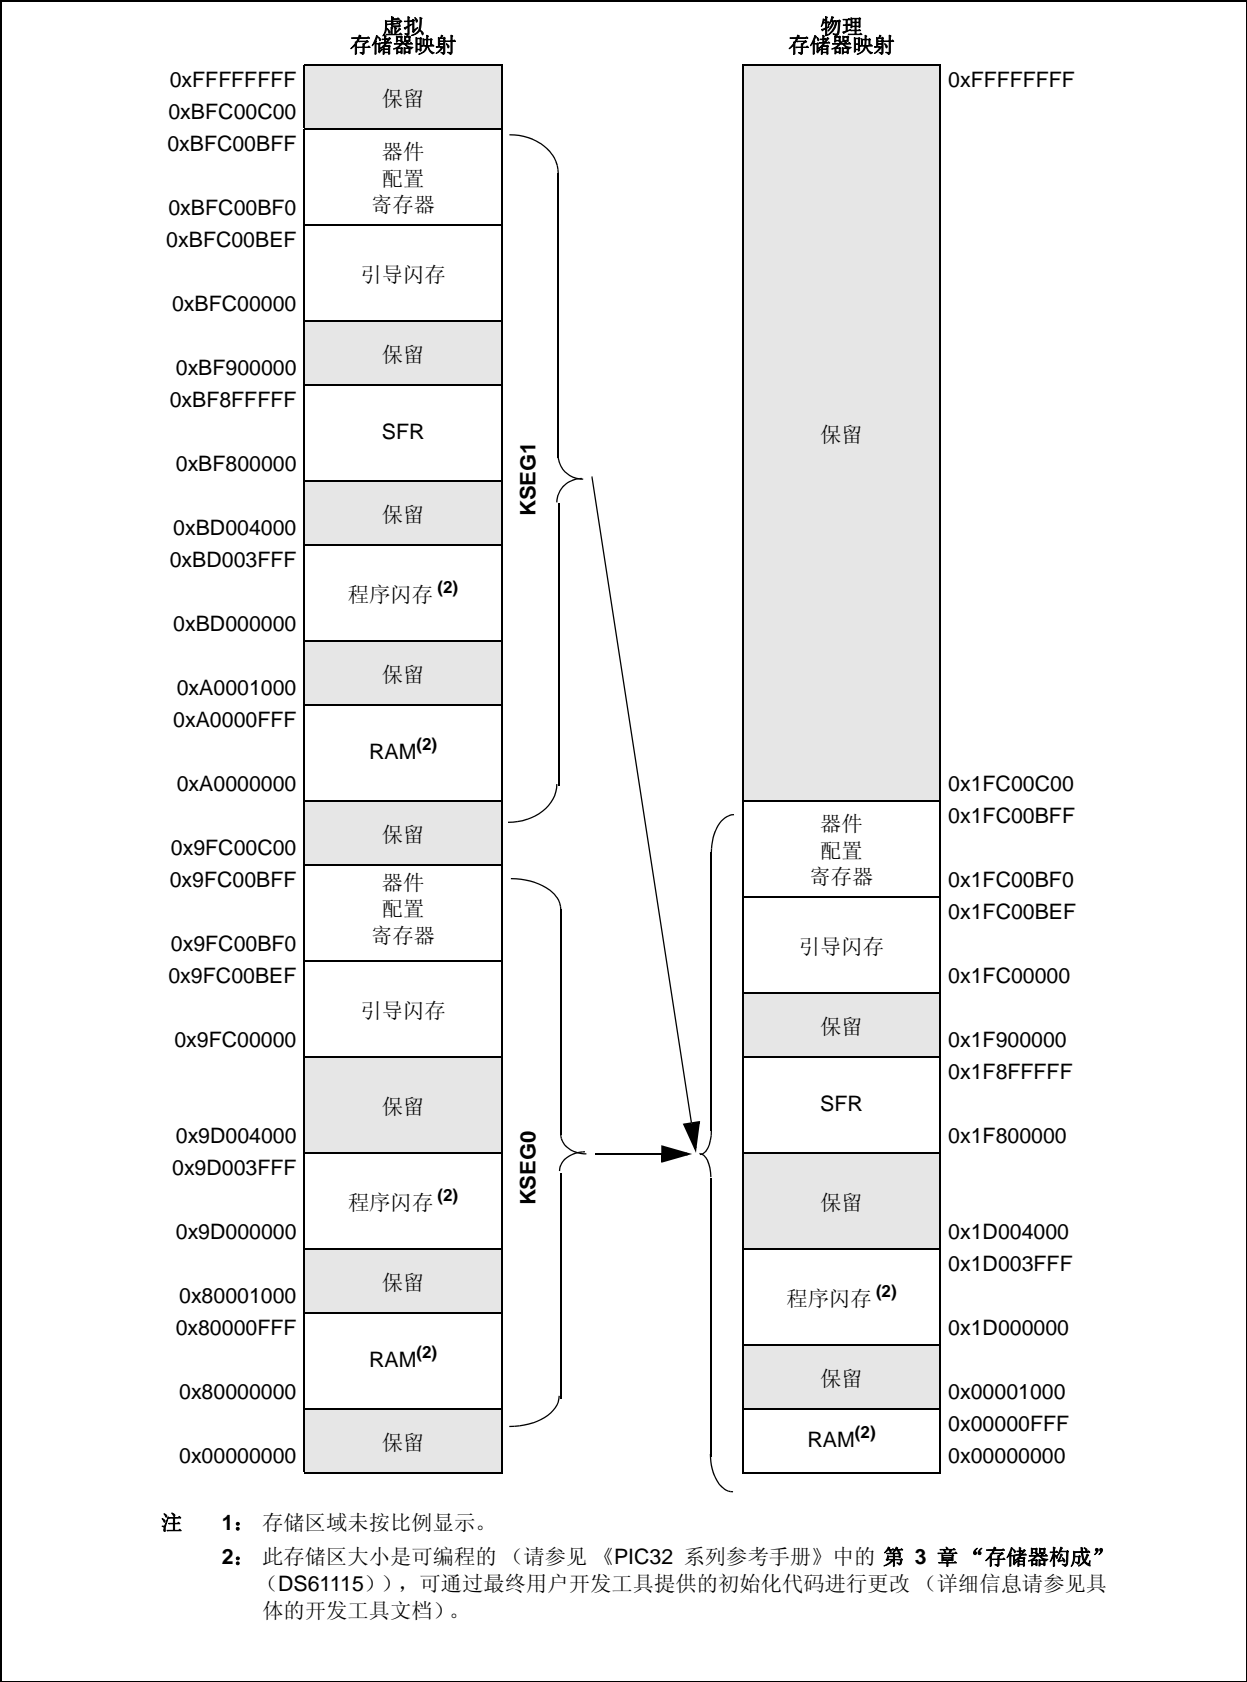 虚拟
存储器映射
0xFFFFFFFF
保留
0xBFC00C00
0xBFC00BFF
器件
配置
寄存器
0xBFC00BF0
0xBFC00BEF
引导闪存
0xBFC00000
保留
0xBF900000
0xBF8FFFFF
SFR
0xBF800000
保留
0xBD004000
0xBD003FFF
程序闪存(2)
0xBD000000
保留
0xA0001000
0xA0000FFF
RAM(2)
0xA0000000
KSEG1
保留
0x9FC00C00
0x9FC00BFF
器件
配置
寄存器
0x9FC00BF0
0x9FC00BEF
引导闪存
0x9FC00000
保留
0x9D004000
0x9D003FFF
程序闪存(2)
0x9D000000
保留
0x80001000
0x80000FFF
RAM(2)
0x80000000
KSEG0
保留
0x00000000
物理
存储器映射
0xFFFFFFFF
保留
0x1FC00C00
0x1FC00BFF
器件
配置
寄存器
0x1FC00BF0
0x1FC00BEF
引导闪存
0x1FC00000
保留
0x1F900000
0x1F8FFFFF
SFR
0x1F800000
保留
0x1D004000
0x1D003FFF
程序闪存(2)
0x1D000000
保留
0x00001000
0x00000FFF
RAM(2)
0x00000000
注 1： 存储区域未按比例显示。
2： 此存储区大小是可编程的 （请参见 《PIC32 系列参考手册》中的 第 3 章 “存储器构成”
（DS61115）），可通过最终用户开发工具提供的初始化代码进行更改 （详细信息请参见具
体的开发工具文档）。